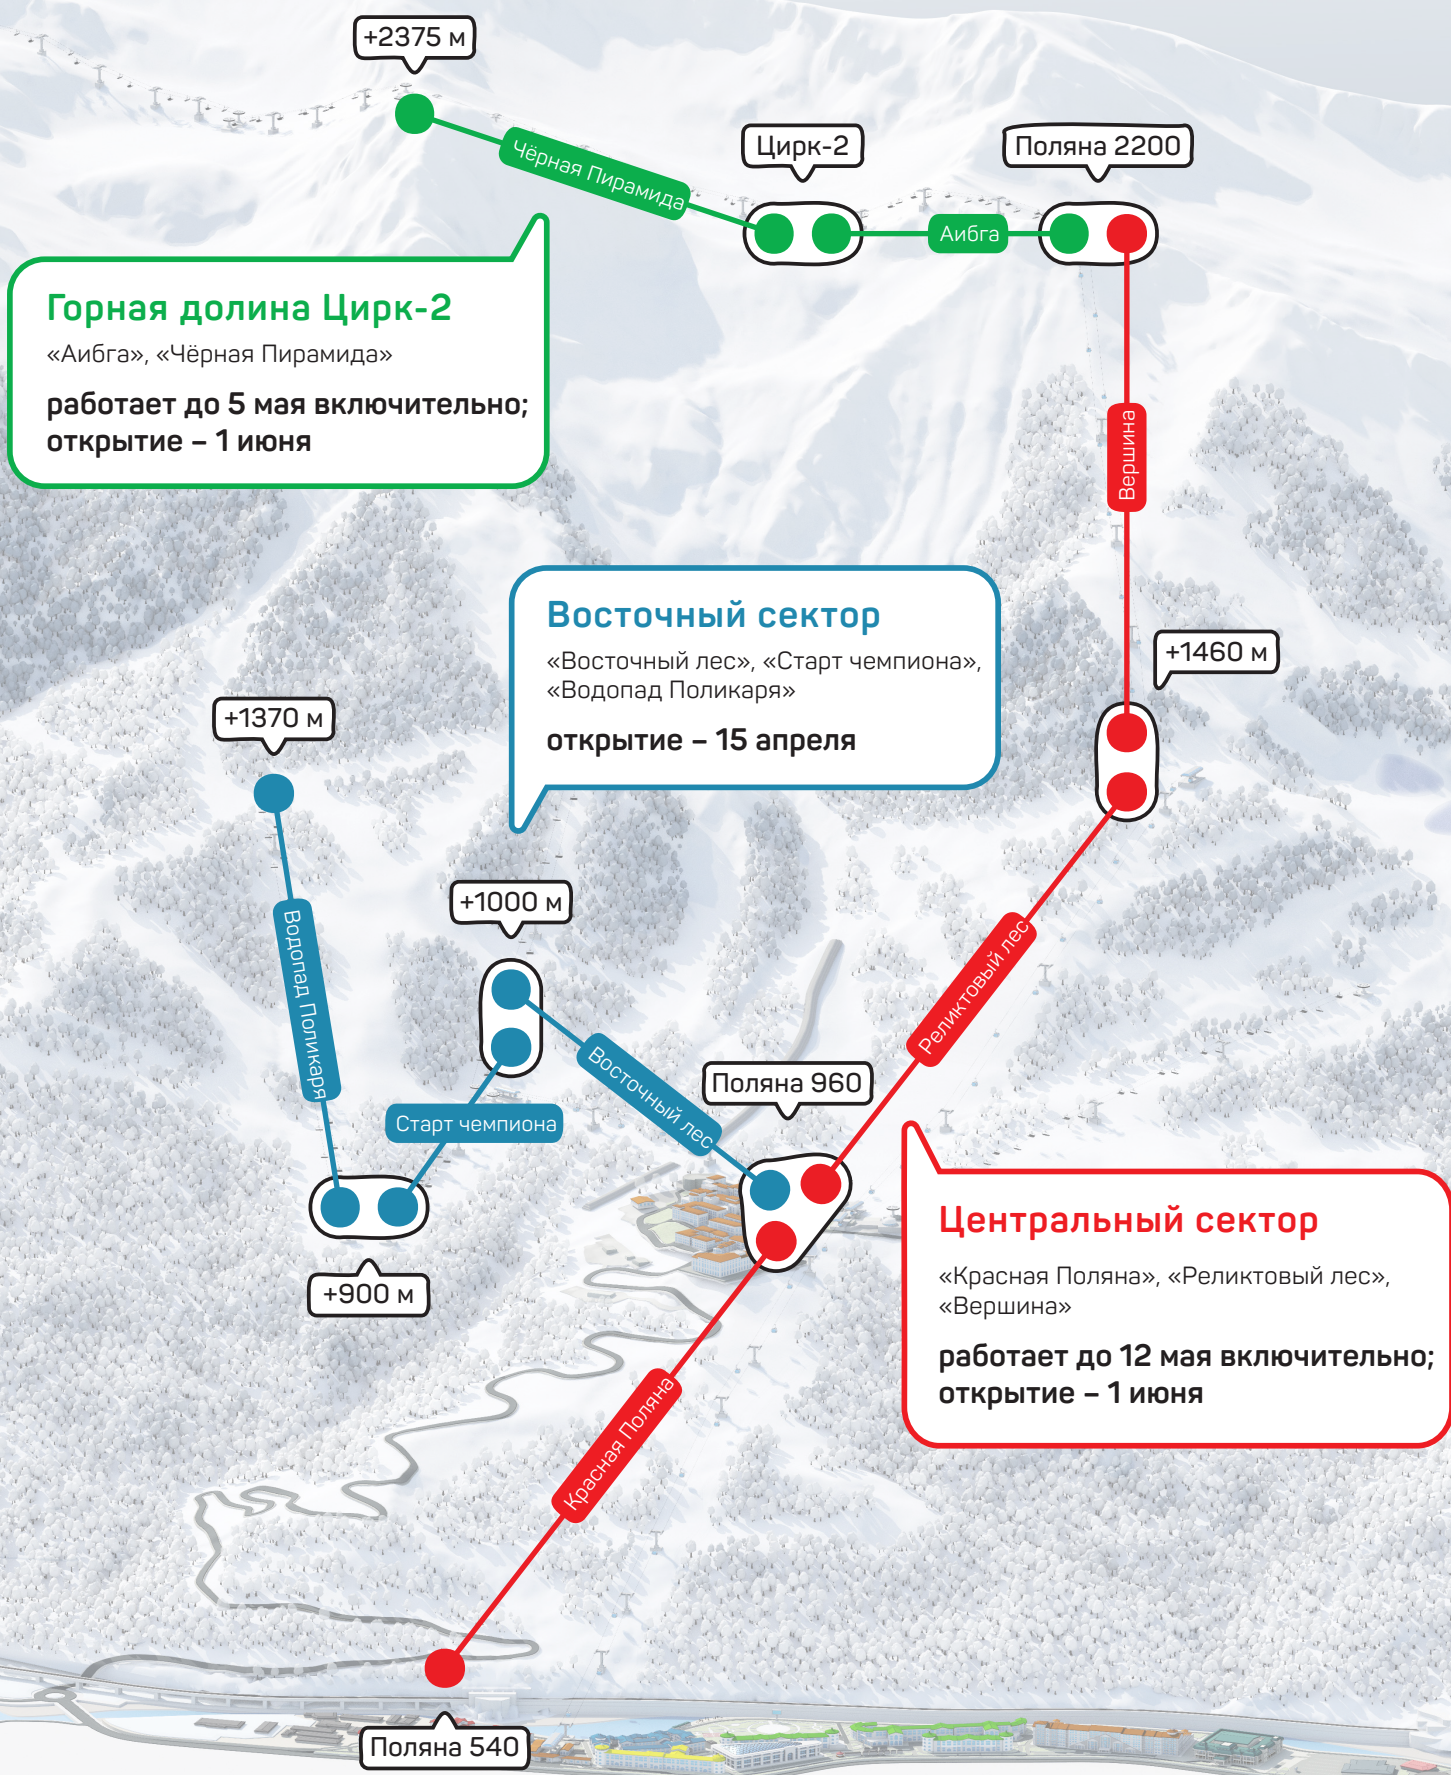 +2375 м
Цирк-2
Поляна 2200
Чёрная Пирамида
Аибга
Горная долина Цирк-2
«Аибга», «Чёрная Пирамида»
работает до 5 мая включительно;
открытие – 1 июня
Вершина
Восточный сектор
«Восточный лес», «Старт чемпиона»,
«Водопад Поликаря»
открытие – 15 апреля
+1460 м
+1370 м
+1000 м
Водопад Поликаря
Реликтовый лес
Восточный лес
Поляна 960
Старт чемпиона
+900 м
Центральный сектор
«Красная Поляна», «Реликтовый лес»,
«Вершина»
работает до 12 мая включительно;
открытие – 1 июня
Красная Поляна
Поляна 540